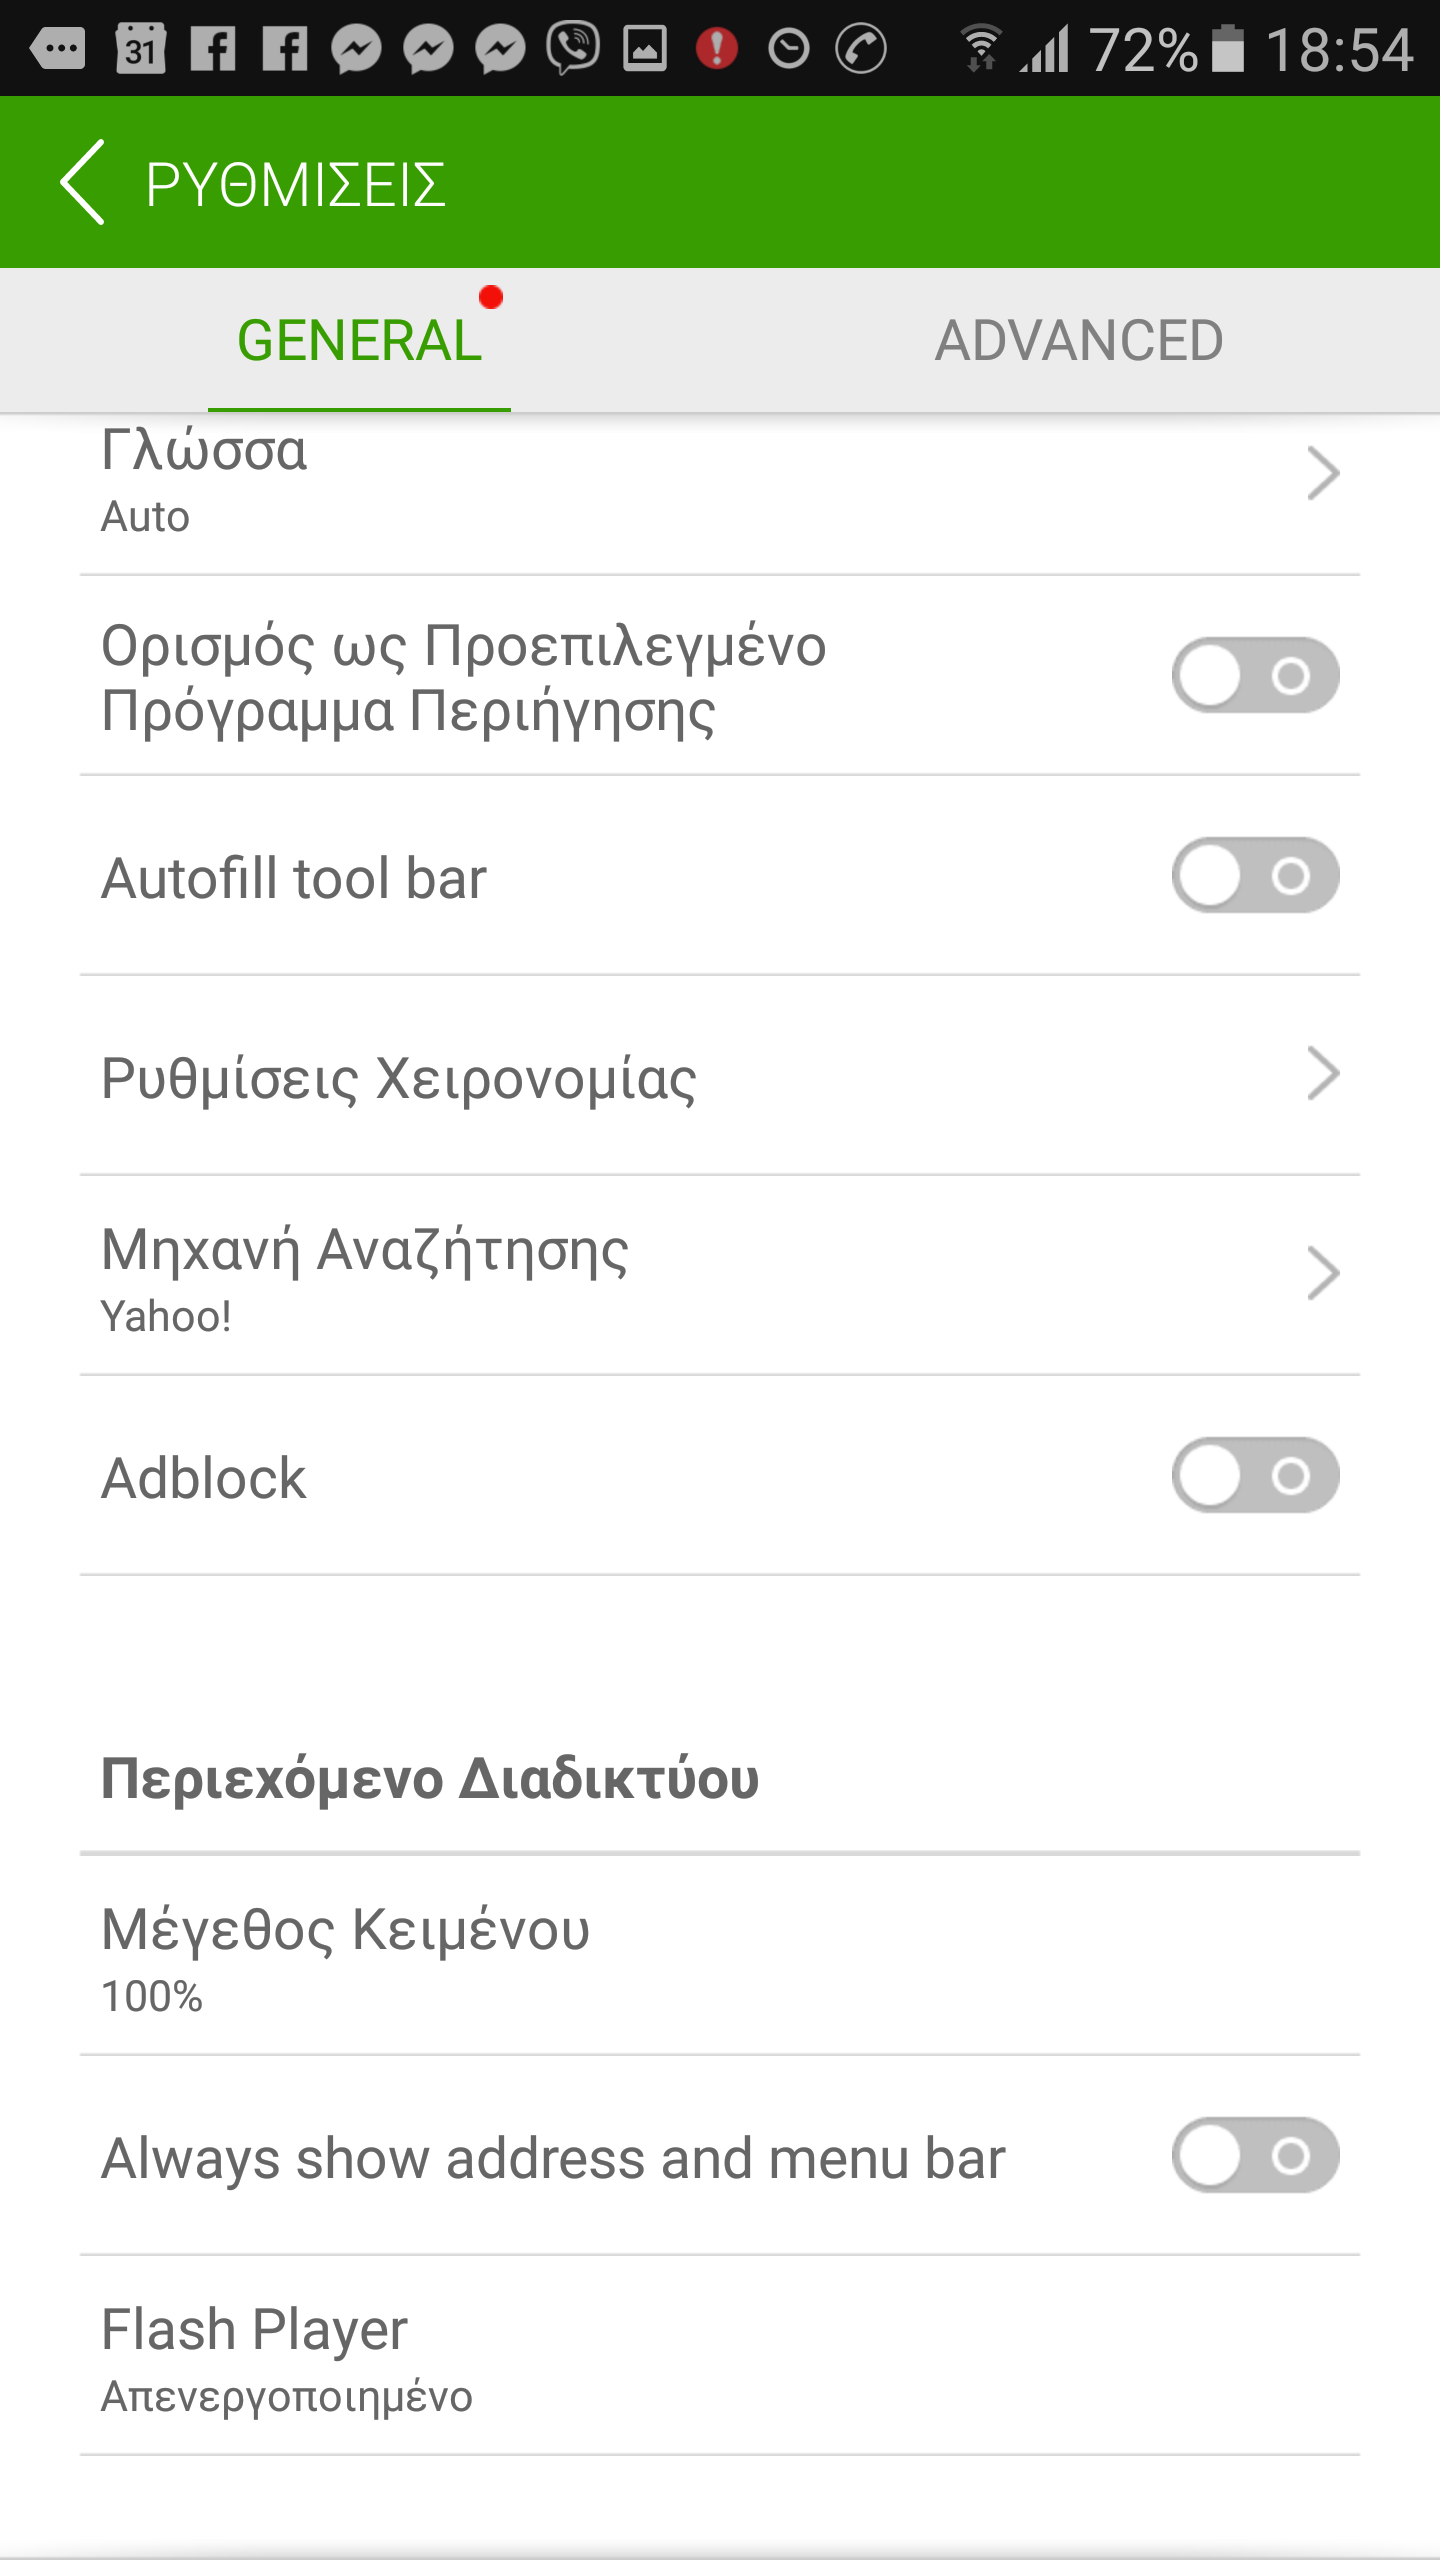 31 72% 18:54
ΡΥΘΜΙΣΕΙΣ
GENERAL ADVANCED
Γλώσσα
Auto
Ορισμός ως Προεπιλεγμένο
Πρόγραμμα Περιήγησης
Autofill tool bar
Ρυθμίσεις Χειρονομίας
Μηχανή Αναζήτησης
Yahoo!
Adblock
Περιεχόμενο Διαδικτύου
Μέγεθος Κειμένου
100%
Always show address and menu bar
Flash Player
Απενεργοποιημένο